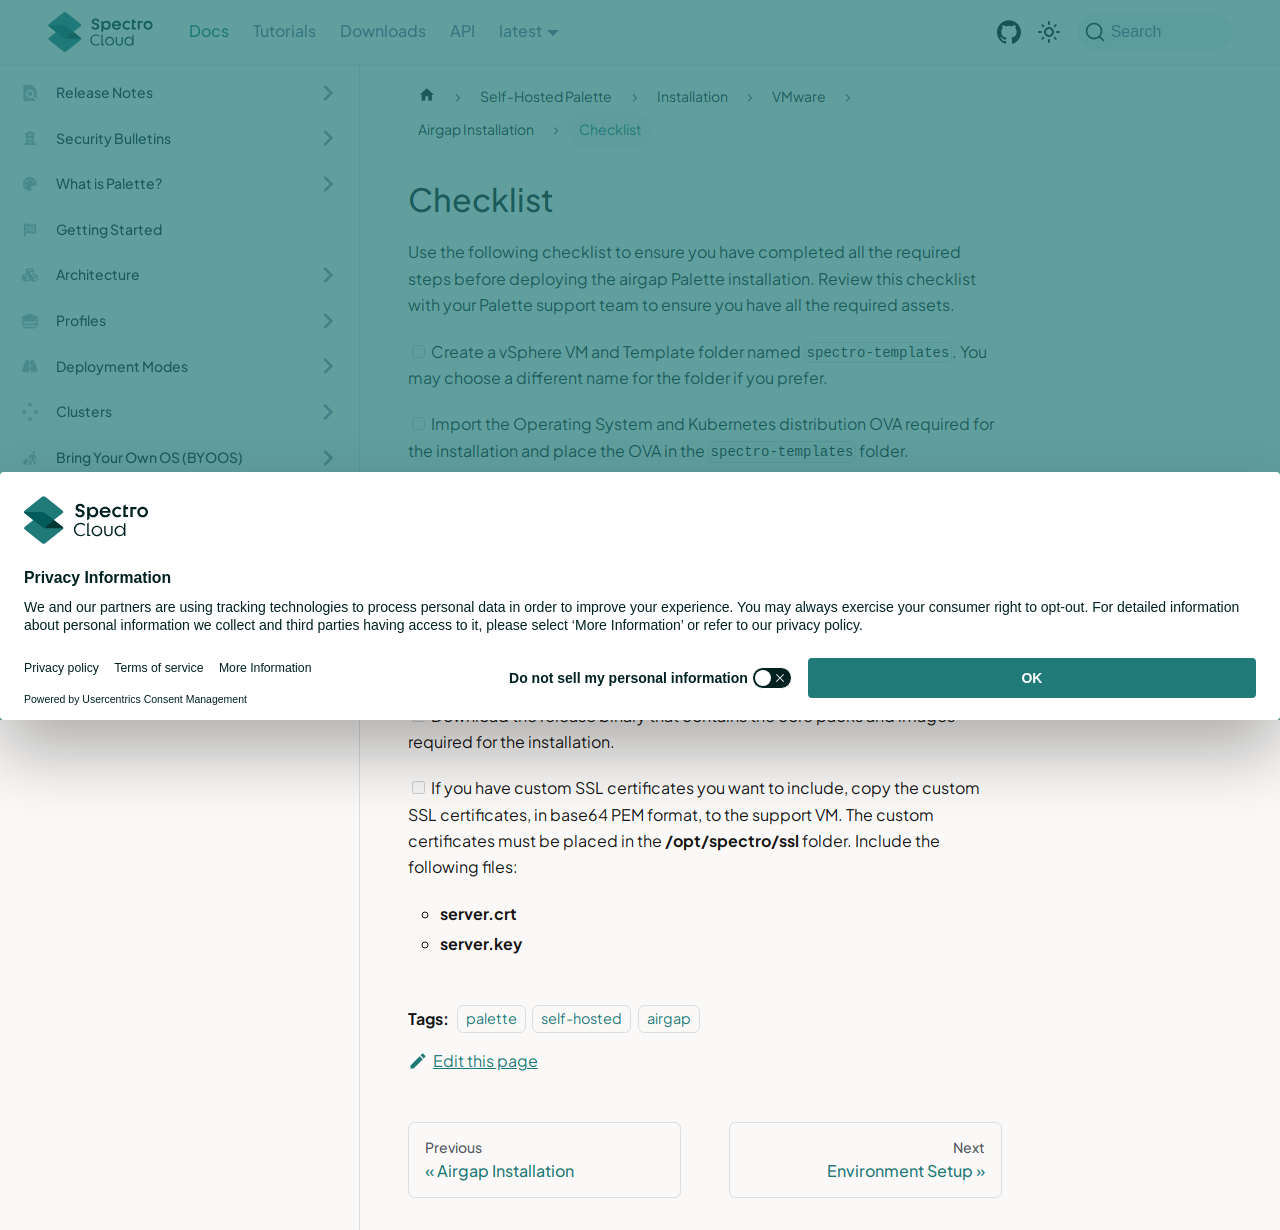 Spectro Cloud
Docs
Tutorials
Downloads
API
latest
Search
Release Notes
Security Bulletins
What is Palette?
Getting Started
Architecture
Profiles
Deployment Modes
Clusters
Bring Your Own OS (BYOOS)
Self-Hosted Palette
Installation
VMware
Airgap Installation
Checklist
Checklist
Use the following checklist to ensure you have completed all the required
steps before deploying the airgap Palette installation. Review this checklist
with your Palette support team to ensure you have all the required assets.
Create a vSphere VM and Template folder named spectro-templates. You
may choose a different name for the folder if you prefer.
Import the Operating System and Kubernetes distribution OVA required for
the installation and place the OVA in the spectro-templates folder.
Spectro
Cloud
Privacy Information
We and our partners are using tracking technologies to process personal data in order to improve your experience. You may always exercise your consumer right to opt-out. For detailed information
about personal information we collect and third parties having access to it, please select ‘More Information’ or refer to our privacy policy.
Privacy policy
Terms of service
More Information
Powered by Usercentrics Consent Management
Do not sell my personal information
OK
Download the release binary that contains the core packs and images
required for the installation.
If you have custom SSL certificates you want to include, copy the custom
SSL certificates, in base64 PEM format, to the support VM. The custom
certificates must be placed in the /opt/spectro/ssl folder. Include the
following files:
server.crt
server.key
Tags: palette self-hosted airgap
Edit this page
Previous
« Airgap Installation
Next
Environment Setup »